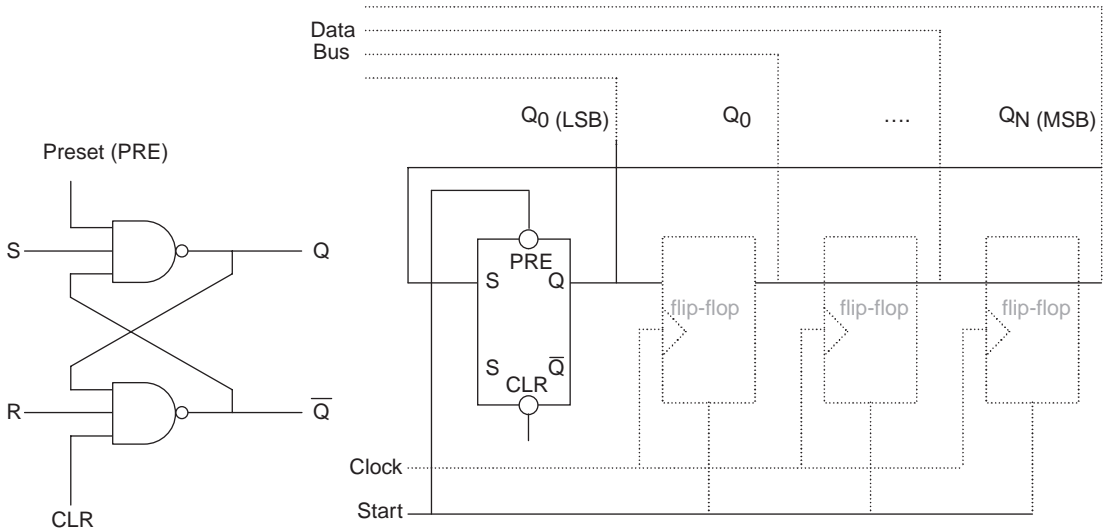 Data
Bus
Q0 (LSB) Q0 .... QN (MSB)
Preset (PRE)
S Q
R Q̅
CLR
PRE
S Q
flip-flop flip-flop flip-flop
S Q̅
CLR
Clock
Start